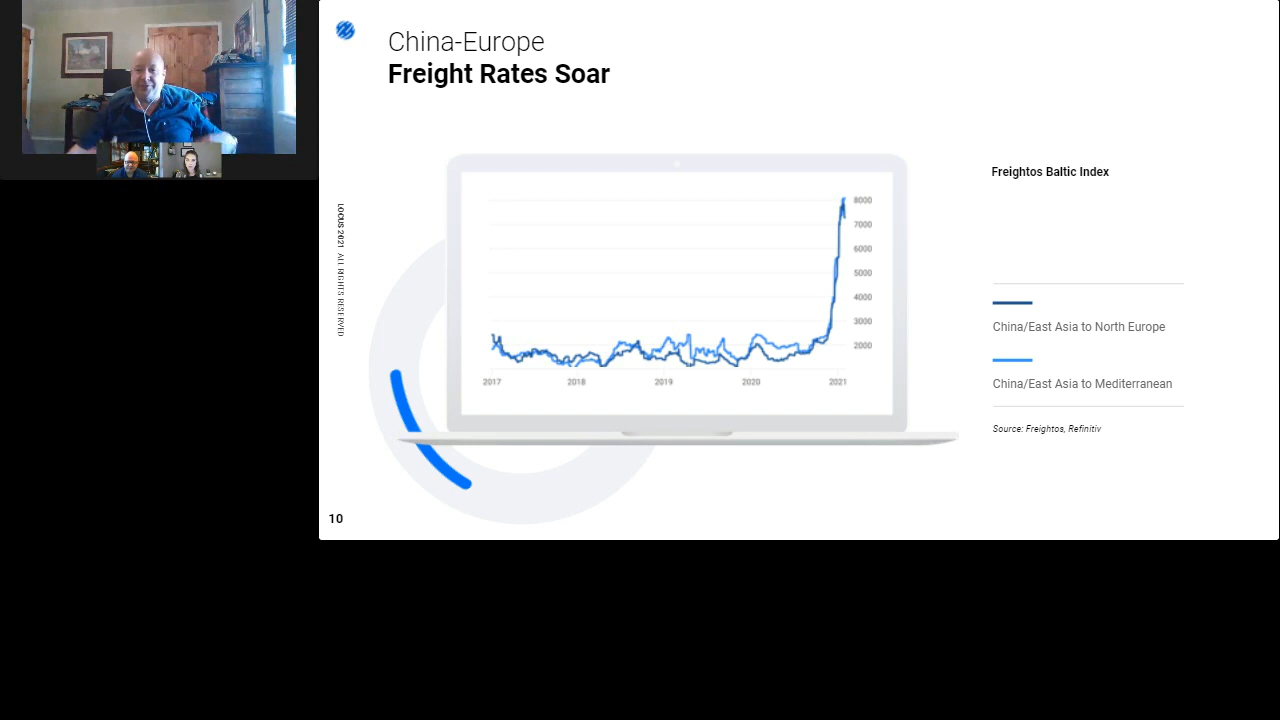 China-Europe
Freight Rates Soar
Freightos Baltic Index
8000
7000
6000
5000
4000
3000
2000
2017 2018 2019 2020 2021
China/East Asia to North Europe
China/East Asia to Mediterranean
Source: Freightos, Refinitiv
LOCUS 2021 ALL RIGHTS RESERVED
10